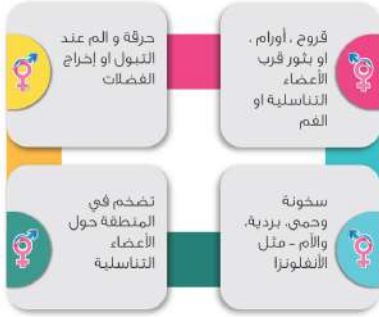 قروح ، أورام ،
او بثور قرب
الأعضاء
التناسلية او
الفم
حرقة و الم عند
التبول او إخراج
الفضلات
سخونة
وحمى، بردية،
والأم - مثل
الأنفلونزا
تضخم في
المنطقة حول
الأعضاء
التناسلية